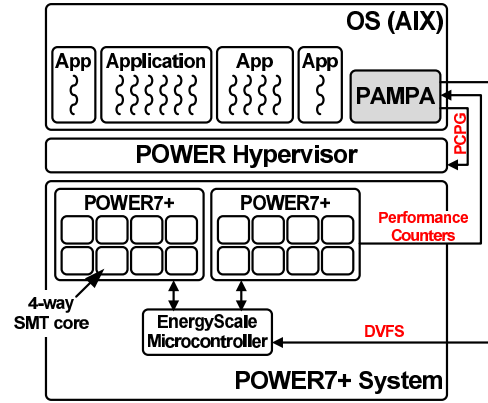 OS (AIX)
App
Application
App
App
PAMPA
PCPG
POWER Hypervisor
POWER7+
POWER7+
Performance
Counters
4-way
SMT core
EnergyScale
Microcontroller
DVFS
POWER7+ System